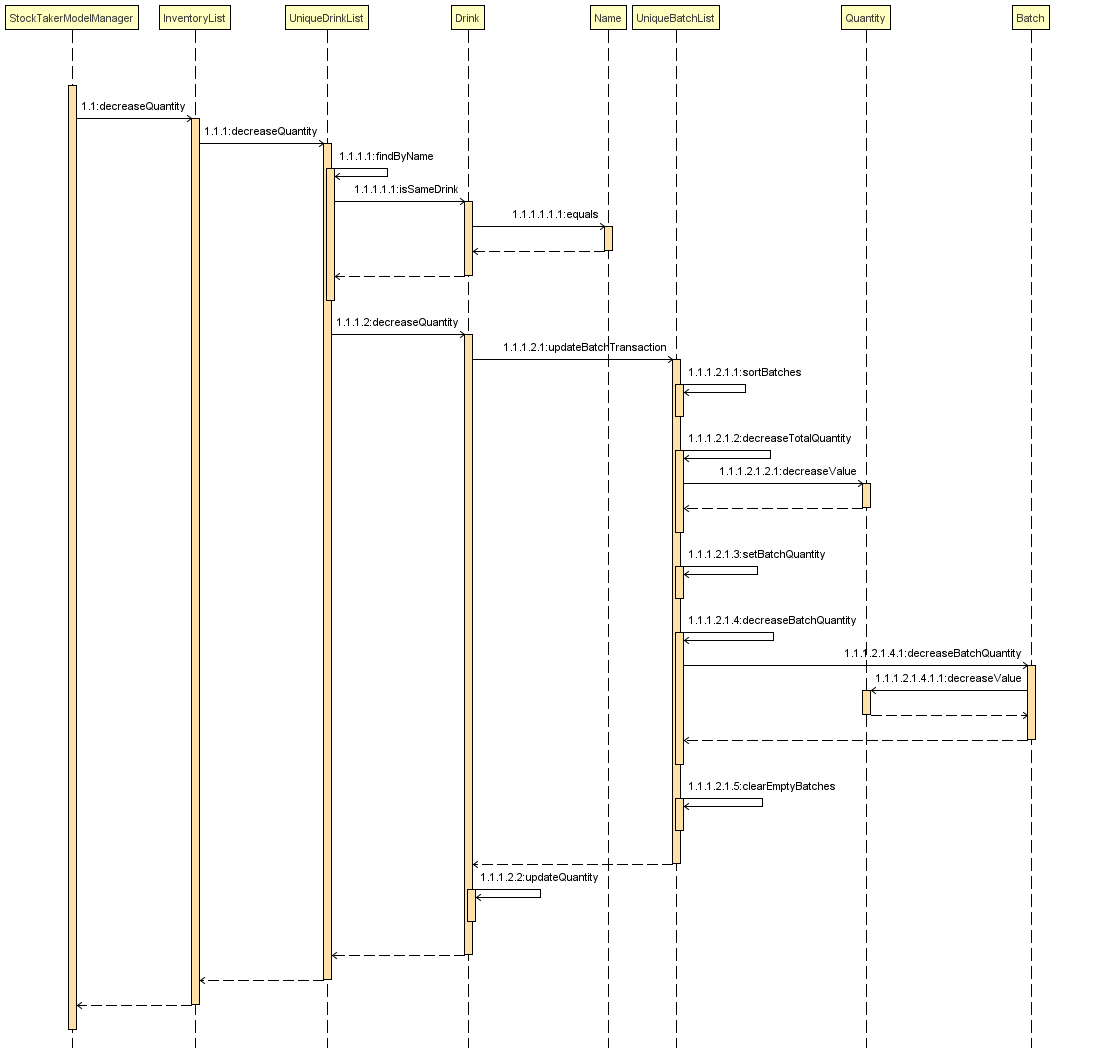 StockTakerModelManager
InventoryList
UniqueDrinkList
Drink
Name
UniqueBatchList
Quantity
Batch
1.1:decreaseQuantity
1.1.1:decreaseQuantity
1.1.1.1:findByName
1.1.1.1.1:isSameDrink
1.1.1.1.1.1:equals
1.1.1.2:decreaseQuantity
1.1.1.2.1:updateBatchTransaction
1.1.1.2.1.1:sortBatches
1.1.1.2.1.2:decreaseTotalQuantity
1.1.1.2.1.2.1:decreaseValue
1.1.1.2.1.3:setBatchQuantity
1.1.1.2.1.4:decreaseBatchQuantity
1.1.1.2.1.4.1:decreaseBatchQuantity
1.1.1.2.1.4.1.1:decreaseValue
1.1.1.2.1.5:clearEmptyBatches
1.1.1.2.2:updateQuantity